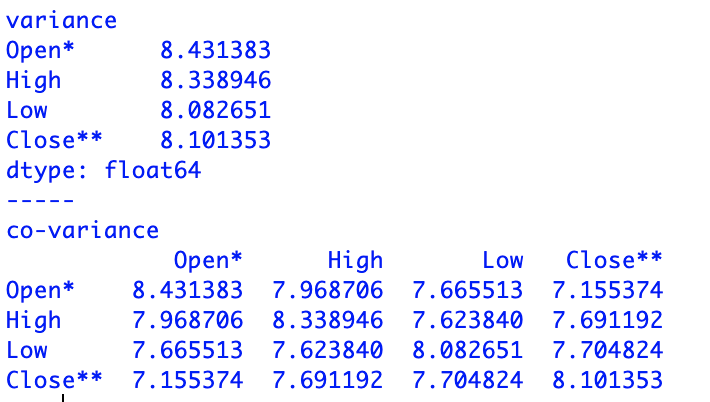 variance
Open*      8.431383
High       8.338946
Low        8.082651
Close**    8.101353
dtype: float64
-----
co-variance
            Open*      High       Low   Close**
Open*    8.431383  7.968706  7.665513  7.155374
High     7.968706  8.338946  7.623840  7.691192
Low      7.665513  7.623840  8.082651  7.704824
Close**  7.155374  7.691192  7.704824  8.101353